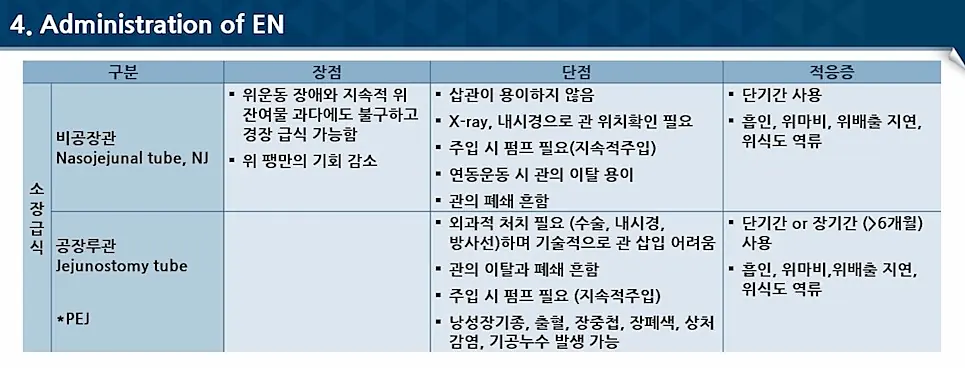 4. Administration of EN
구분
장점
단점
적응증
소장급식
비공장관
Nasojejunal tube, NJ
▪ 위운동 장애와 지속적 위
잔여물 과다에도 불구하고
경장 급식 가능함
▪ 위 팽만의 기회 감소
▪ 삽관이 용이하지 않음
▪ X-ray, 내시경으로 관 위치확인 필요
▪ 주입 시 펌프 필요(지속적주입)
▪ 연동운동 시 관의 이탈 용이
▪ 관의 폐쇄 흔함
▪ 단기간 사용
▪ 흡인, 위마비, 위배출 지연,
위식도 역류
공장루관
Jejunostomy tube
*PEJ
▪ 외과적 처치 필요 (수술, 내시경,
방사선)하며 기술적으로 관 삽입 어려움
▪ 관의 이탈과 폐쇄 흔함
▪ 주입 시 펌프 필요 (지속적주입)
▪ 낭성장기종, 출혈, 장중첩, 장폐색, 상처
감염, 기공누수 발생 가능
▪ 단기간 or 장기간 (>6개월)
사용
▪ 흡인, 위마비,위배출 지연,
위식도 역류